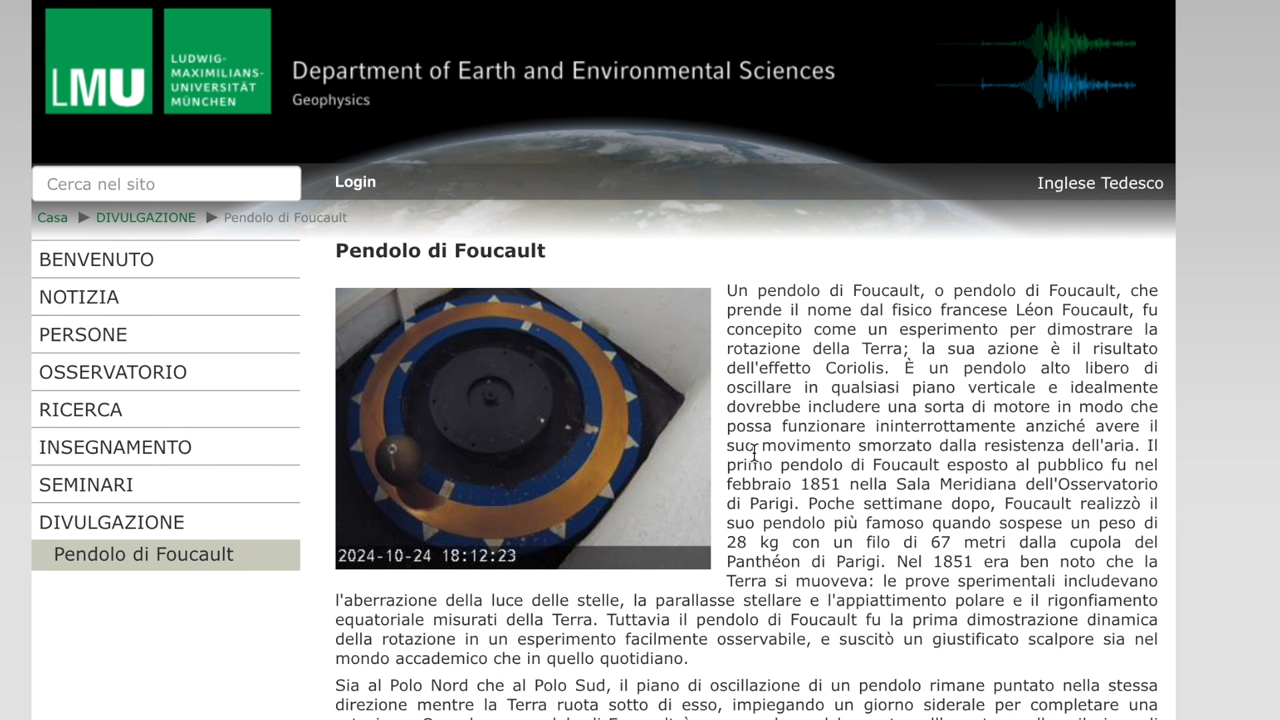 LMU
LUDWIG-
MAXIMILIANS-
UNIVERSITÄT
MÜNCHEN
Department of Earth and Environmental Sciences
Geophysics
Cerca nel sito
Login
Inglese Tedesco
Casa ▶ DIVULGAZIONE ▶ Pendolo di Foucault
BENVENUTO
NOTIZIA
PERSONE
OSSERVATORIO
RICERCA
INSEGNAMENTO
SEMINARI
DIVULGAZIONE
Pendolo di Foucault
Pendolo di Foucault
2024-10-24 18:12:23
Un pendolo di Foucault, o pendolo di Foucault, che
prende il nome dal fisico francese Léon Foucault, fu
concepito come un esperimento per dimostrare la
rotazione della Terra; la sua azione è il risultato
dell'effetto Coriolis. È un pendolo alto libero di
oscillare in qualsiasi piano verticale e idealmente
dovrebbe includere una sorta di motore in modo che
possa funzionare ininterrottamente anziché avere il
suo movimento smorzato dalla resistenza dell'aria. Il
primo pendolo di Foucault esposto al pubblico fu nel
febbraio 1851 nella Sala Meridiana dell'Osservatorio
di Parigi. Poche settimane dopo, Foucault realizzò il
suo pendolo più famoso quando sospese un peso di
28 kg con un filo di 67 metri dalla cupola del
Panthéon di Parigi. Nel 1851 era ben noto che la
Terra si muoveva: le prove sperimentali includevano
l'aberrazione della luce delle stelle, la parallasse stellare e l'appiattimento polare e il rigonfiamento
equatoriale misurati della Terra. Tuttavia il pendolo di Foucault fu la prima dimostrazione dinamica
della rotazione in un esperimento facilmente osservabile, e suscitò un giustificato scalpore sia nel
mondo accademico che in quello quotidiano.
Sia al Polo Nord che al Polo Sud, il piano di oscillazione di un pendolo rimane puntato nella stessa
direzione mentre la Terra ruota sotto di esso, impiegando un giorno siderale per completare una